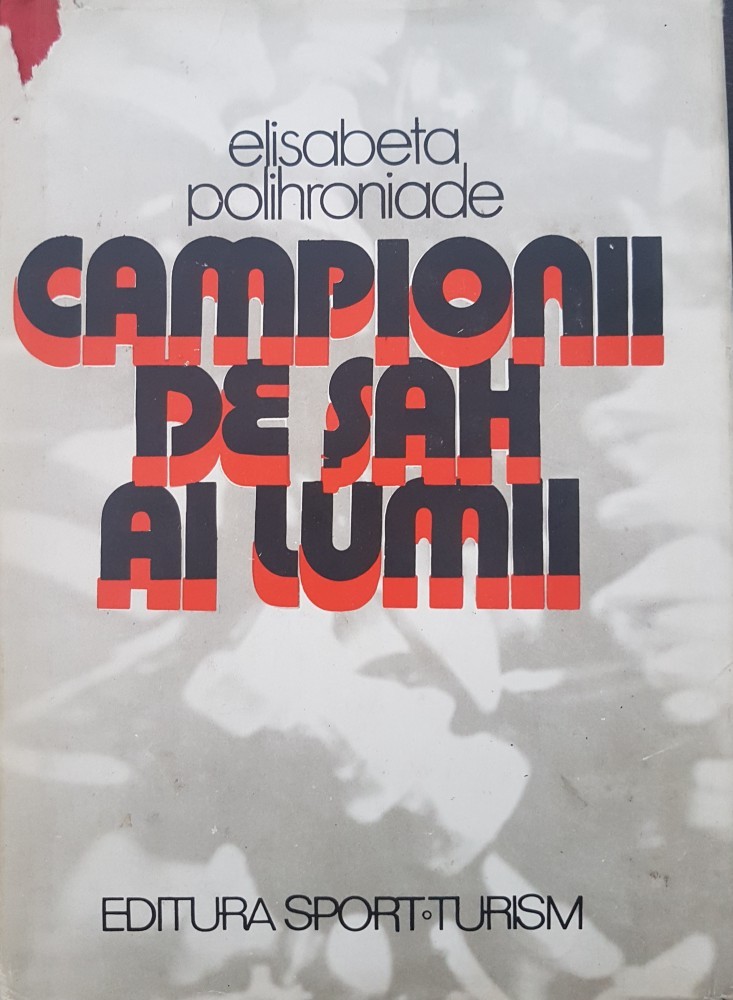 elisabeta
polihroniade
CAMPIONII
DE ŞAH
AI LUMII
EDITURA SPORT•TURISM